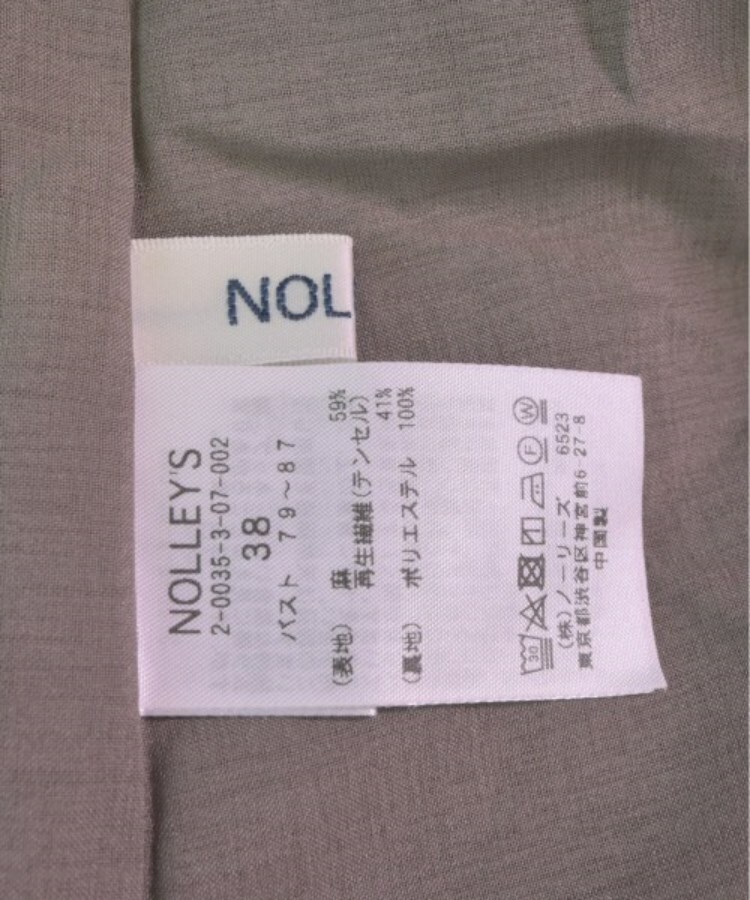 NOL
NOLLEY'S
2-0035-3-07-002
38
バスト 79～87
(表地) 麻 59%
再生繊維(テンセル)
41%
(裏地) ポリエステル 100%
30 F W
(株)ノーリーズ 6523
東京都渋谷区神宮前6-27-8
中国製